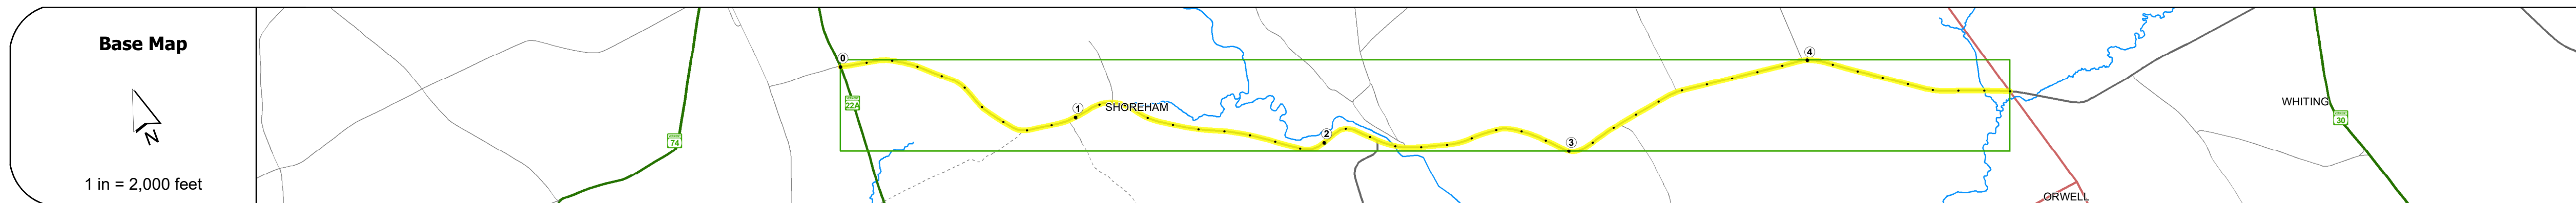 Base Map
N
1 in = 2,000 feet
74
22A
0
1
SHOREHAM
2
3
4
WHITING
30
ORWELL